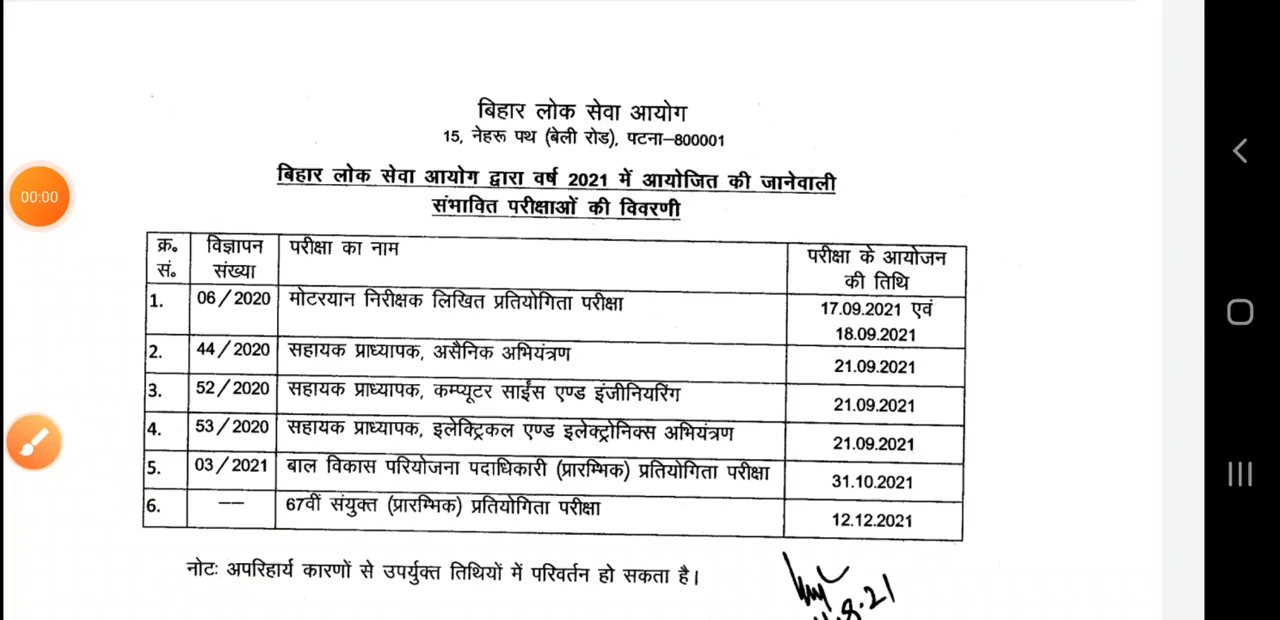 बिहार लोक सेवा आयोग
15, नेहरू पथ (बेली रोड), पटना–800001
बिहार लोक सेवा आयोग द्वारा वर्ष 2021 में आयोजित की जानेवाली
संभावित परीक्षाओं की विवरणी
क्र० सं० विज्ञापन संख्या परीक्षा का नाम परीक्षा के आयोजन की तिथि
1. 06/2020 मोटरयान निरीक्षक लिखित प्रतियोगिता परीक्षा 17.09.2021 एवं 18.09.2021
2. 44/2020 सहायक प्राध्यापक, असैनिक अभियंत्रण 21.09.2021
3. 52/2020 सहायक प्राध्यापक, कम्प्यूटर साईंस एण्ड इंजीनियरिंग 21.09.2021
4. 53/2020 सहायक प्राध्यापक, इलेक्ट्रिकल एण्ड इलेक्ट्रोनिक्स अभियंत्रण 21.09.2021
5. 03/2021 बाल विकास परियोजना पदाधिकारी (प्रारम्भिक) प्रतियोगिता परीक्षा 31.10.2021
6. — 67वीं संयुक्त (प्रारम्भिक) प्रतियोगिता परीक्षा 12.12.2021
नोटः अपरिहार्य कारणों से उपर्युक्त तिथियों में परिवर्तन हो सकता है।
00:00